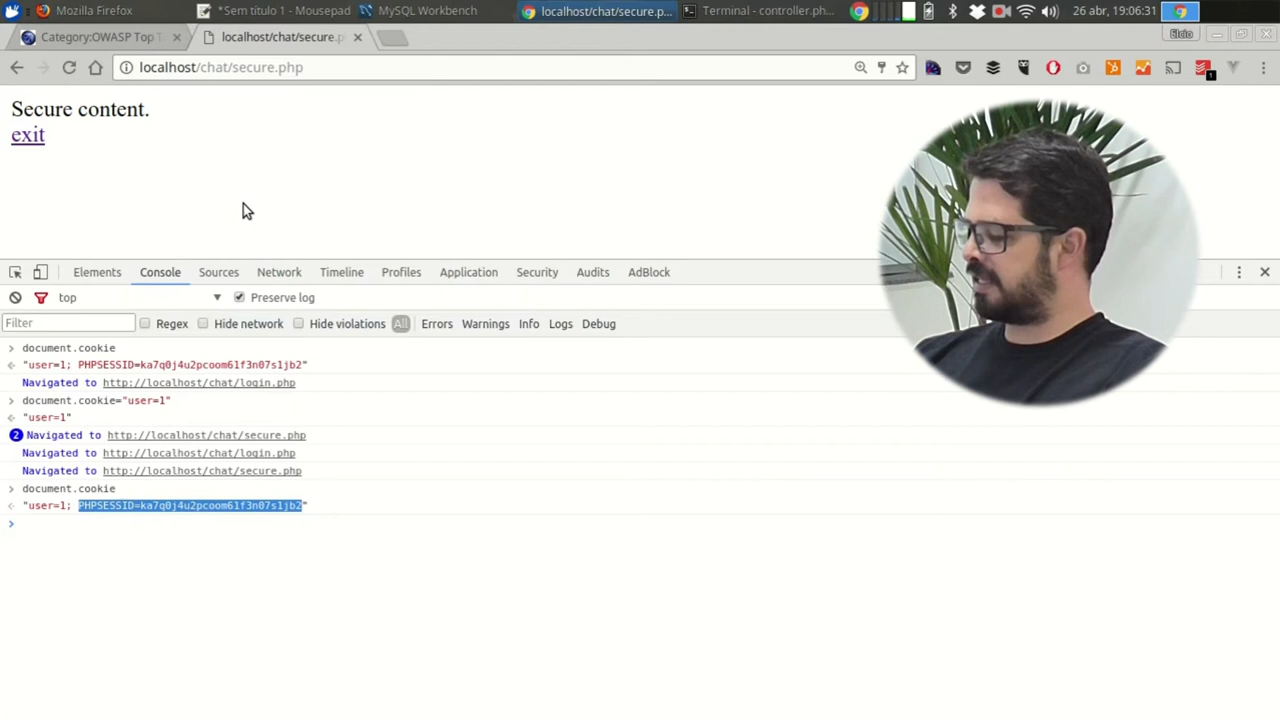 Mozilla Firefox
*Sem título 1 - Mousepad
MySQL Workbench
localhost/chat/secure.p...
Terminal - controller.ph...
26 abr, 19:06:31
Category:OWASP Top T
localhost/chat/secure.p
Elcio
localhost/chat/secure.php
1
Secure content.
exit
Elements Console Sources Network Timeline Profiles Application Security Audits AdBlock
top
Preserve log
Filter
Regex
Hide network
Hide violations
All
Errors Warnings Info Logs Debug
> document.cookie
"user=1; PHPSESSID=ka7q0j4u2pcoom61f3n07s1jb2"
Navigated to http://localhost/chat/login.php
> document.cookie="user=1"
"user=1"
2 Navigated to http://localhost/chat/secure.php
Navigated to http://localhost/chat/login.php
Navigated to http://localhost/chat/secure.php
> document.cookie
"user=1; PHPSESSID=ka7q0j4u2pcoom61f3n07s1jb2"
>